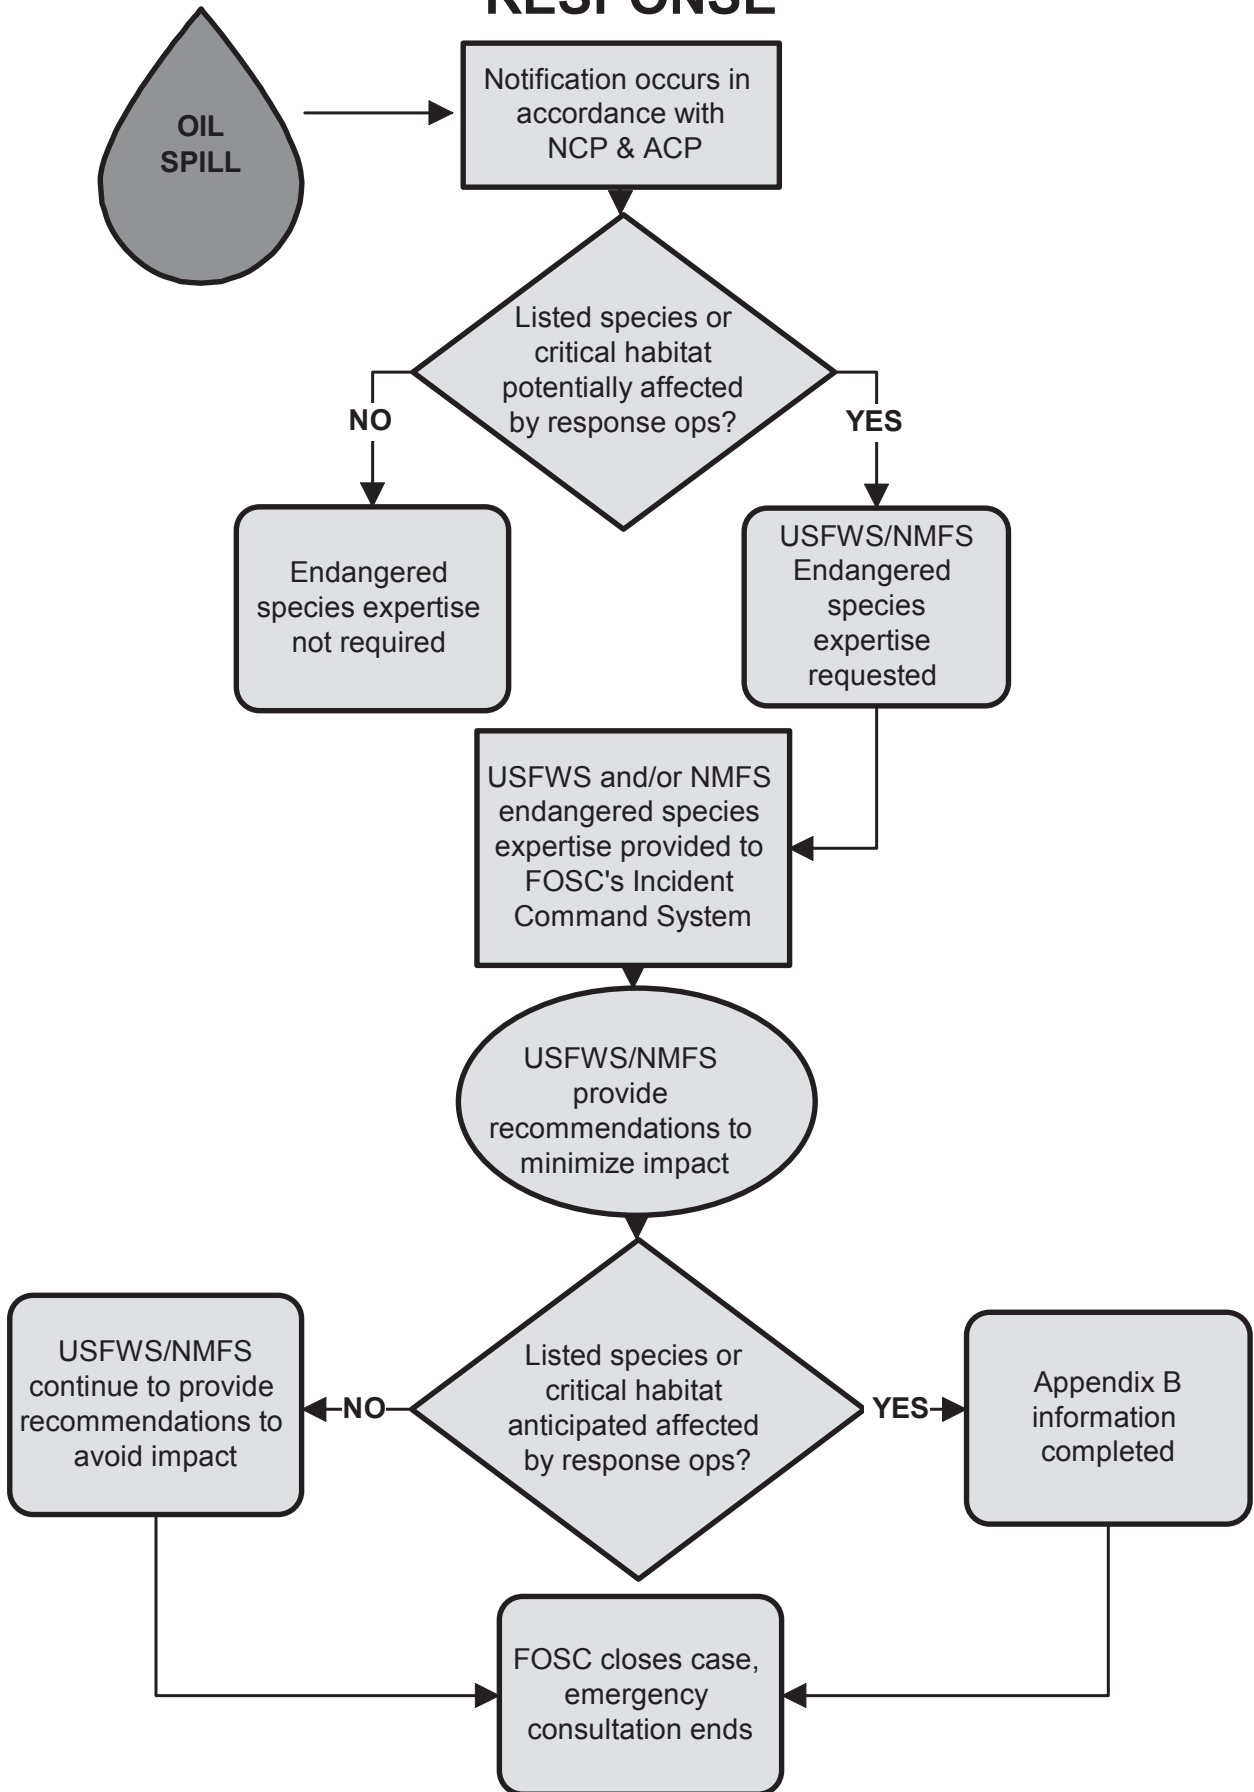 RESPONSE
OIL
SPILL
Notification occurs in
accordance with
NCP & ACP
Listed species or
critical habitat
potentially affected
by response ops?
NO
YES
Endangered
species expertise
not required
USFWS/NMFS
Endangered
species
expertise
requested
USFWS and/or NMFS
endangered species
expertise provided to
FOSC's Incident
Command System
USFWS/NMFS
provide
recommendations to
minimize impact
Listed species or
critical habitat
anticipated affected
by response ops?
NO
YES
USFWS/NMFS
continue to provide
recommendations to
avoid impact
Appendix B
information
completed
FOSC closes case,
emergency
consultation ends